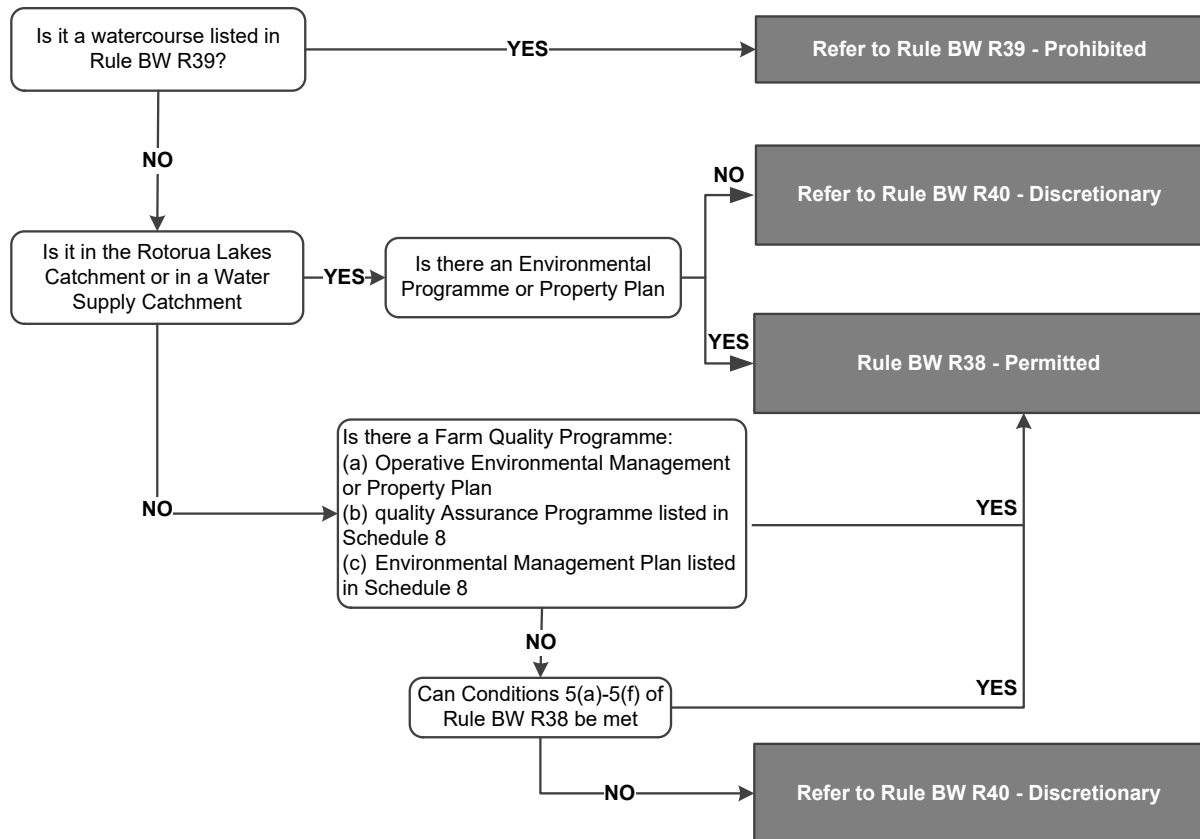 Is it a watercourse listed in
Rule BW R39?
YES
Refer to Rule BW R39 - Prohibited
NO
NO
Refer to Rule BW R40 - Discretionary
Is it in the Rotorua Lakes
Catchment or in a Water
Supply Catchment
YES
Is there an Environmental
Programme or Property Plan
YES
Rule BW R38 - Permitted
Is there a Farm Quality Programme:
(a) Operative Environmental Management
or Property Plan
(b) quality Assurance Programme listed in
Schedule 8
(c) Environmental Management Plan listed
in Schedule 8
NO
YES
NO
Can Conditions 5(a)-5(f) of
Rule BW R38 be met
YES
NO
Refer to Rule BW R40 - Discretionary